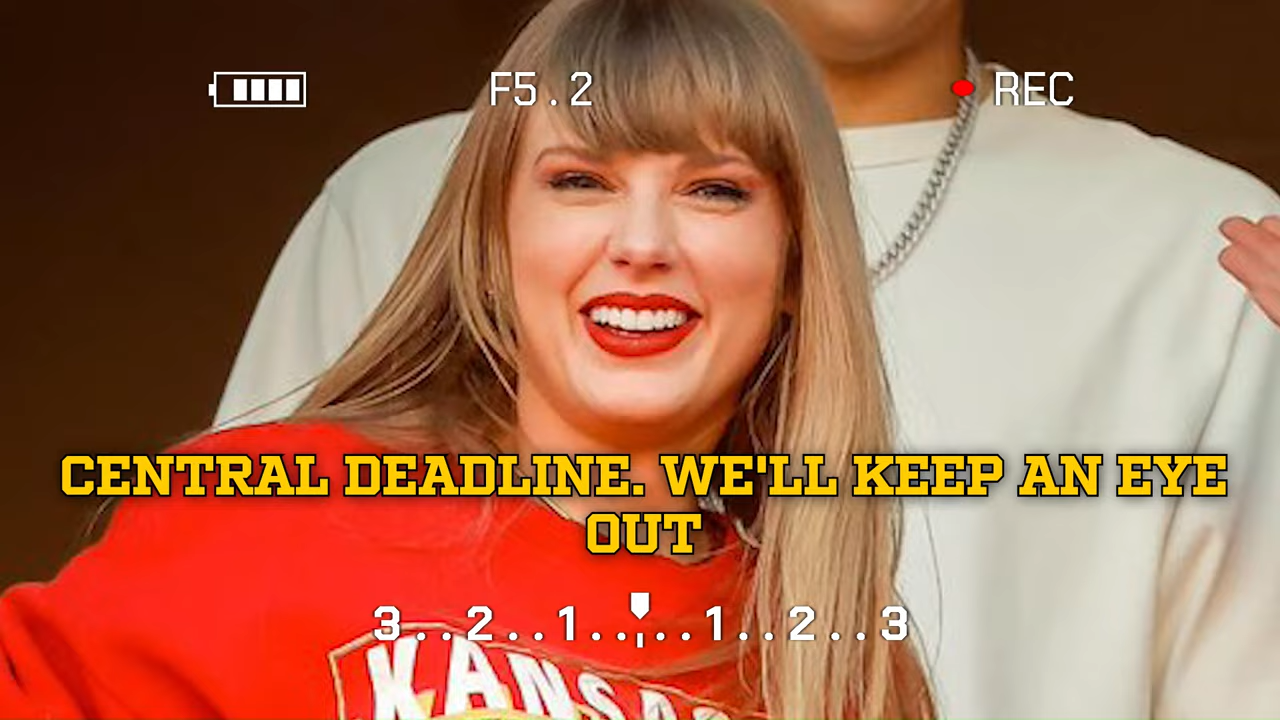 F5.2
REC
CENTRAL DEADLINE. WE'LL KEEP AN EYE
OUT
3..2..1.....1..2..3
KANSAS